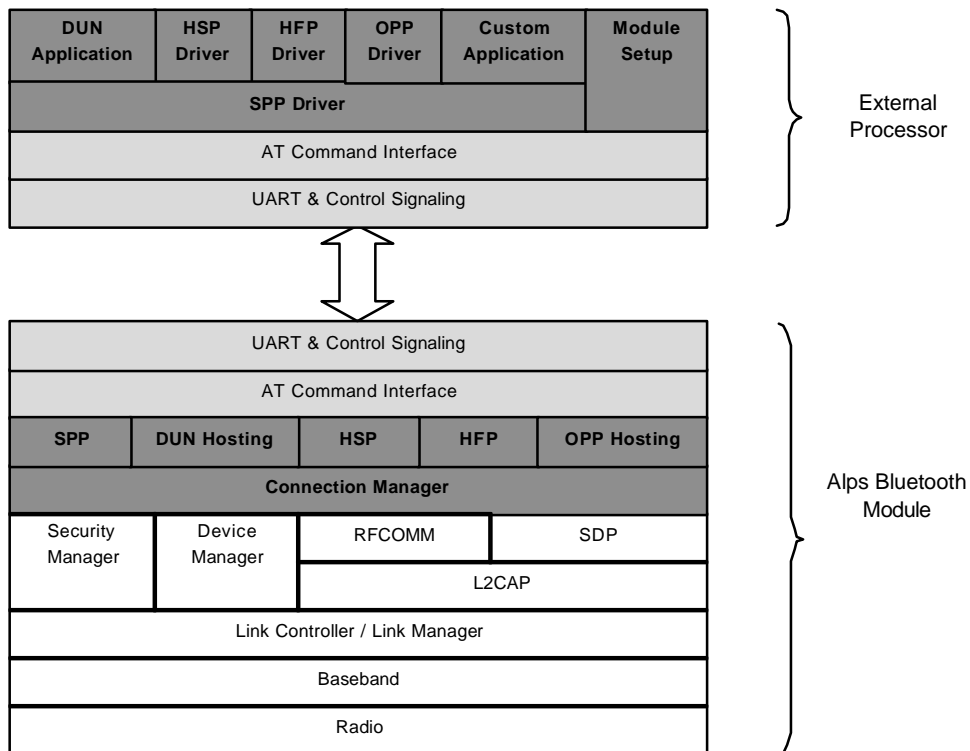 DUN Application
HSP Driver
HFP Driver
OPP Driver
Custom Application
Module Setup
SPP Driver
AT Command Interface
UART & Control Signaling
External Processor
UART & Control Signaling
AT Command Interface
SPP
DUN Hosting
HSP
HFP
OPP Hosting
Connection Manager
Security Manager
Device Manager
RFCOMM
SDP
L2CAP
Link Controller / Link Manager
Baseband
Radio
Alps Bluetooth Module